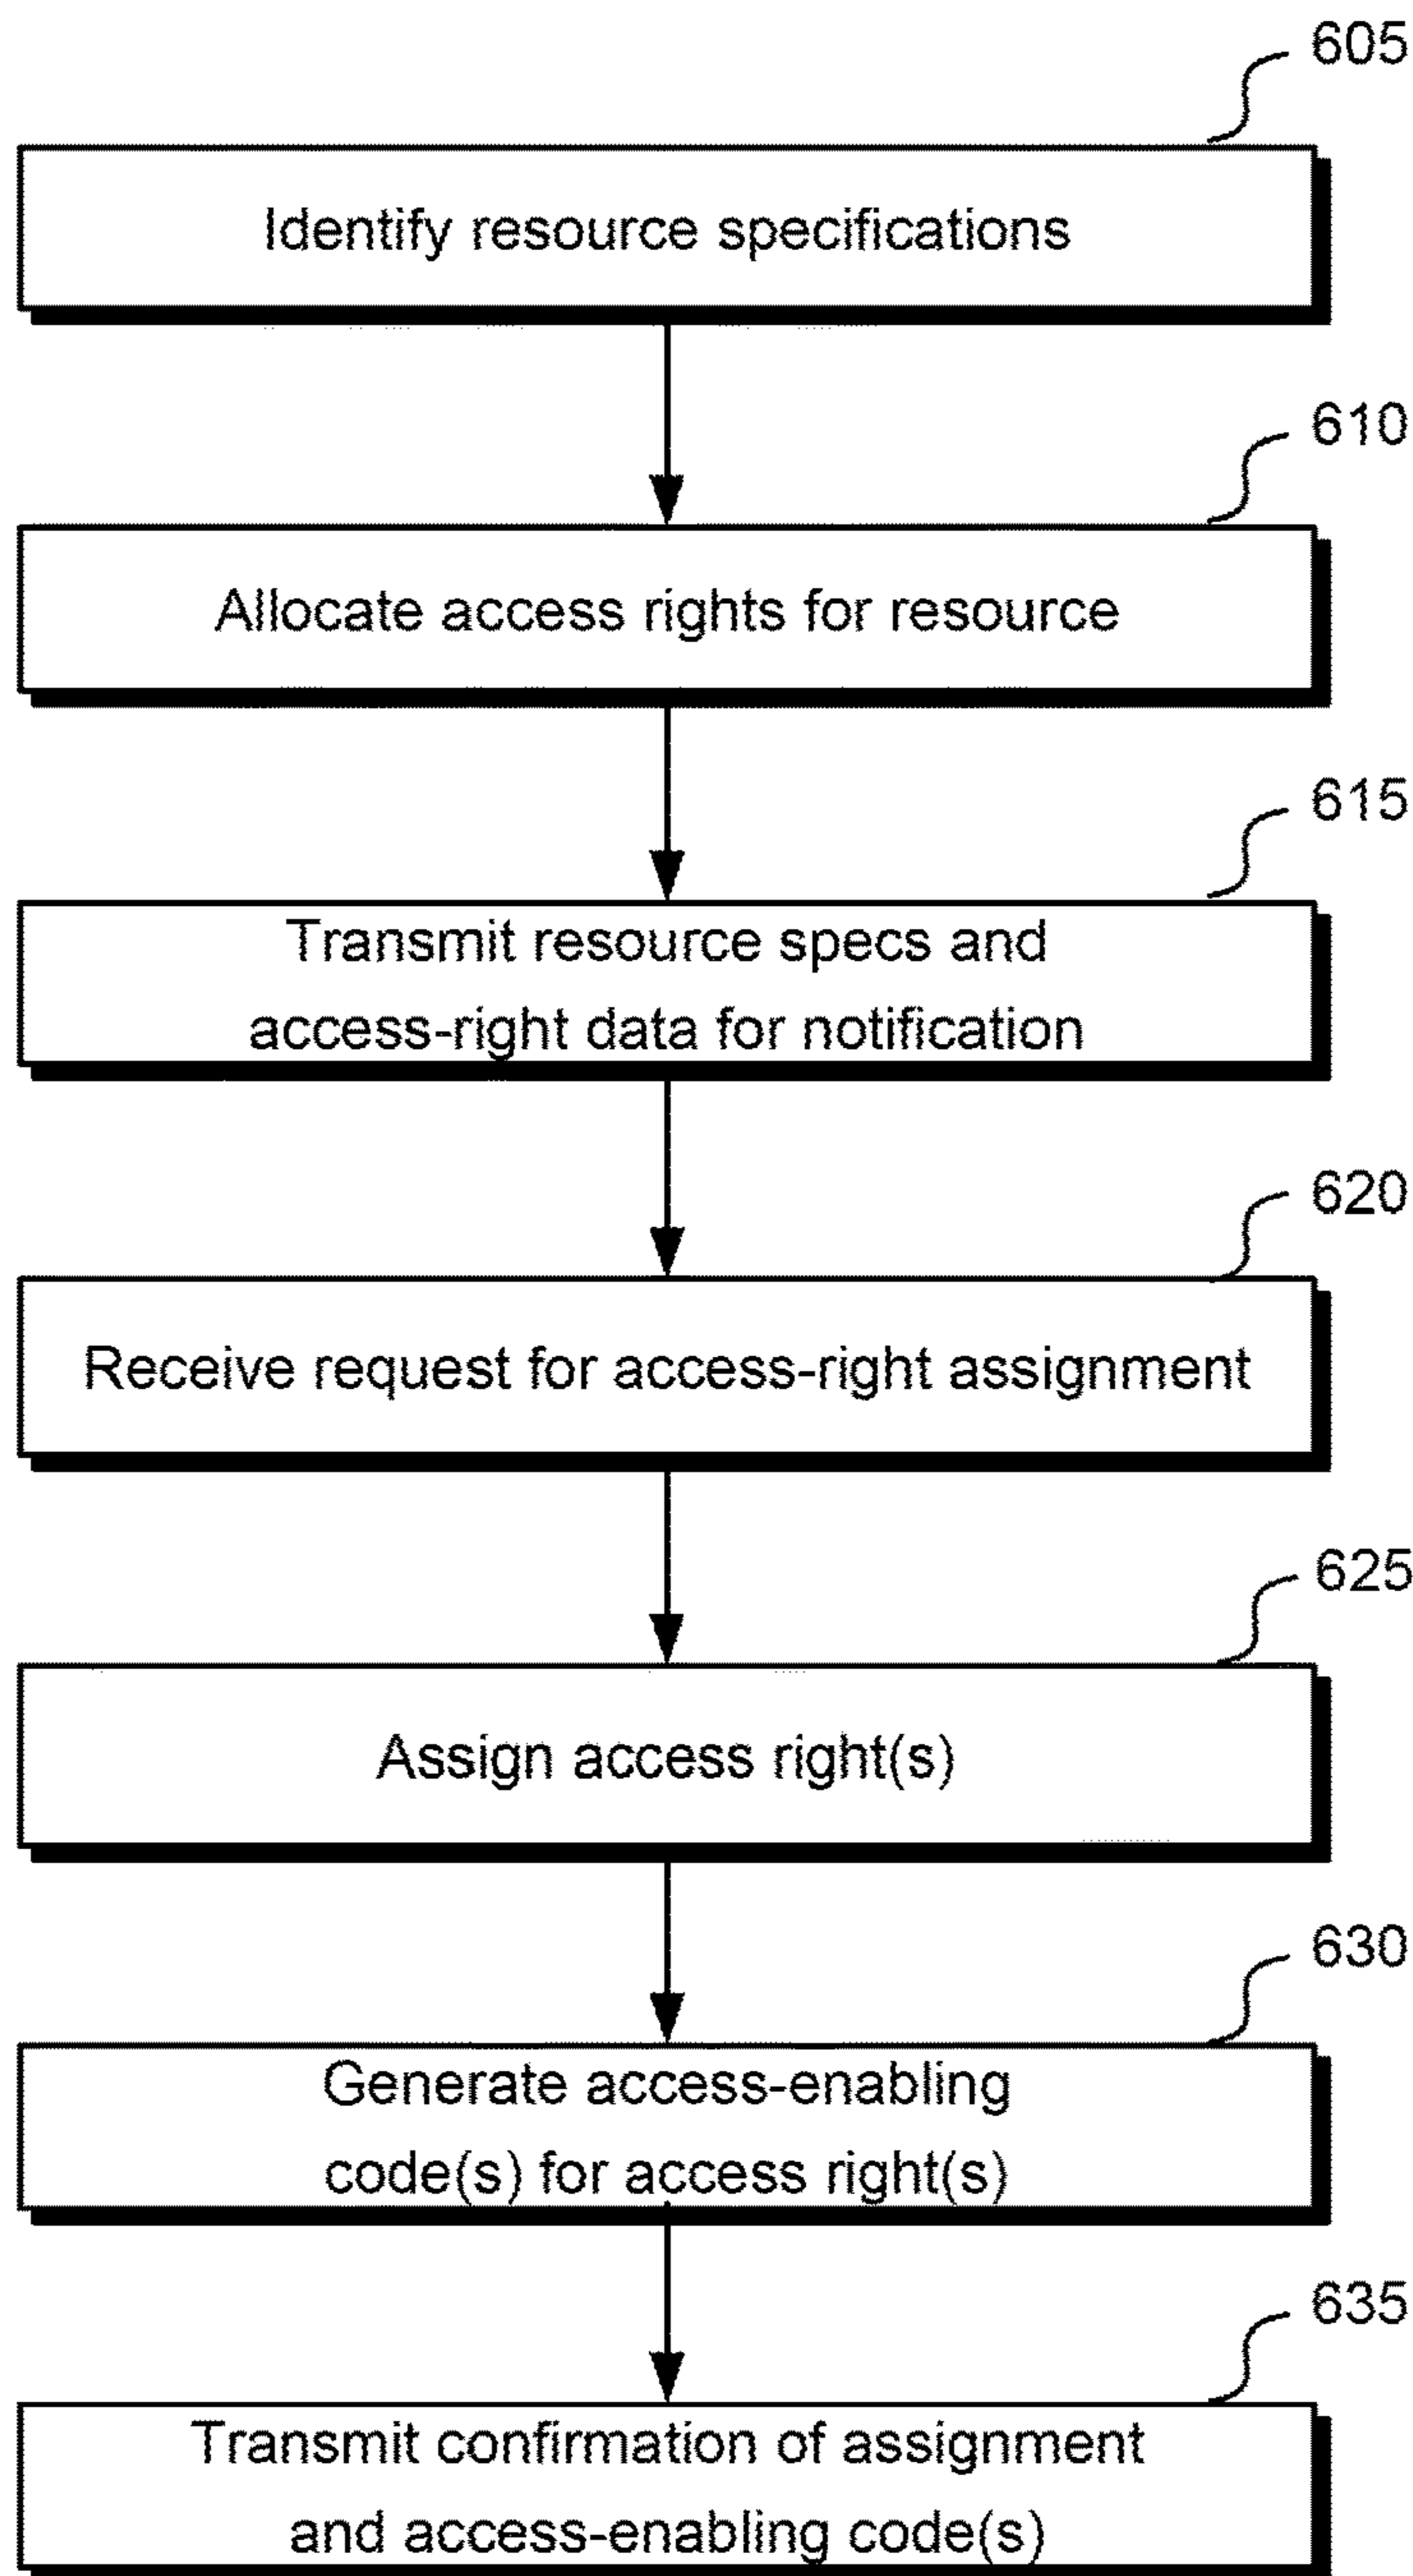 605
Identify resource specifications
610
Allocate access rights for resource
615
Transmit resource specs and
access-right data for notification
620
Receive request for access-right assignment
625
Assign access right(s)
630
Generate access-enabling
code(s) for access right(s)
635
Transmit confirmation of assignment
and access-enabling code(s)